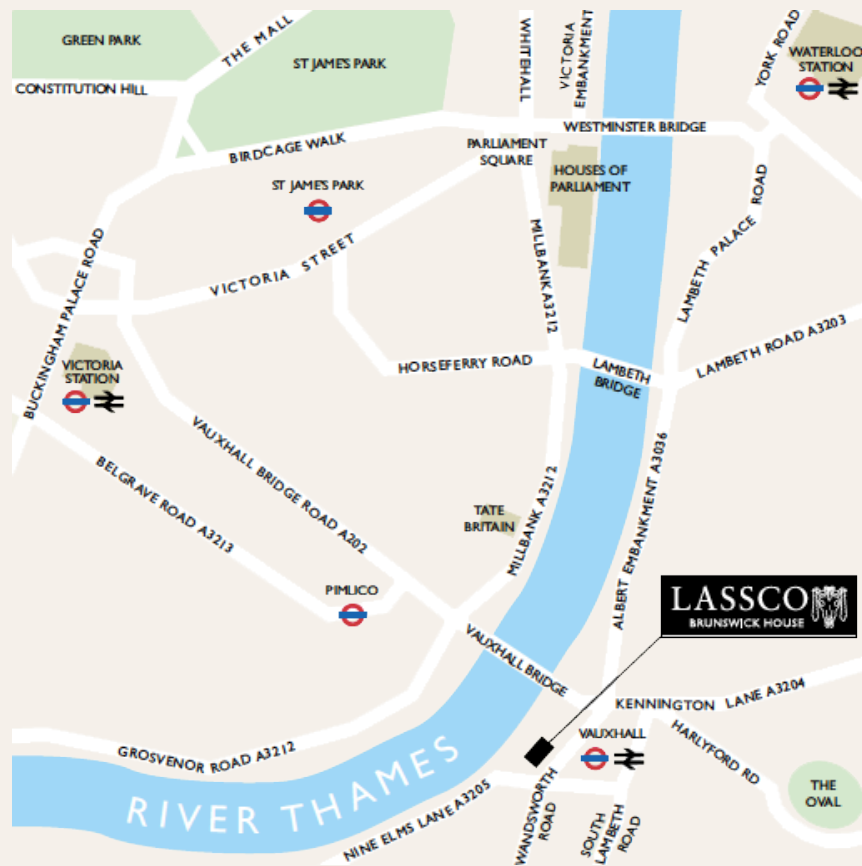 GREEN PARK
THE MALL
ST JAME'S PARK
WHITEHALL
VICTORIA
EMBANKMENT
YORK ROAD
WATERLOO
STATION
CONSTITUTION HILL
BIRDCAGE WALK
PARLIAMENT
SQUARE
WESTMINSTER BRIDGE
HOUSES OF
PARLIAMENT
ST JAME'S PARK
LAMBETH PALACE ROAD
VICTORIA STREET
MILLBANK A3212
BUCKINGHAM PALACE ROAD
VICTORIA
STATION
HORSEFERRY ROAD
LAMBETH
BRIDGE
LAMBETH ROAD A3203
VAUXHALL BRIDGE ROAD A202
BELGRAVE ROAD A3213
TATE
BRITAIN
MILLBANK A3212
ALBERT EMBANKMENT A3036
PIMLICO
LASSCO
BRUNSWICK HOUSE
VAUXHALL BRIDGE
KENNINGTON LANE A3204
HARLYFORD RD
VAUXHALL
GROSVENOR ROAD A3212
RIVER THAMES
NINE ELMS LANE A3205
WANDSWORTH
ROAD
SOUTH
LAMBETH
ROAD
THE
OVAL